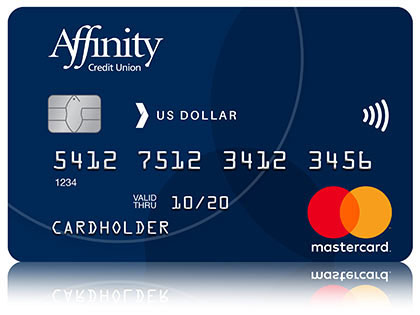 Affinity
Credit Union
US DOLLAR
5412 7512 3412 3456
1234
VALID
THRU 10/20
CARDHOLDER
mastercard.